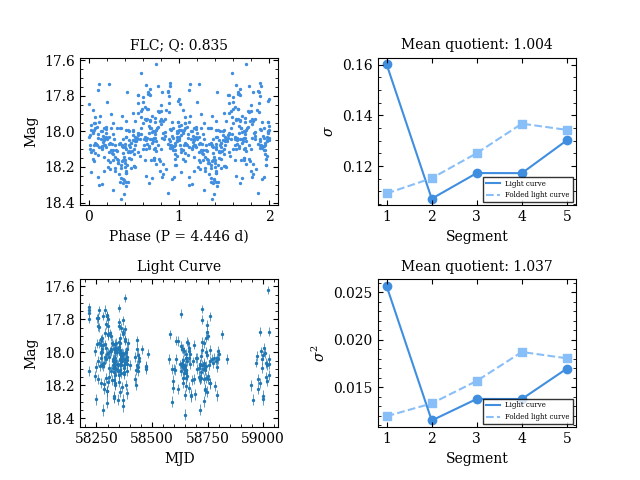 FLC; Q: 0.835
Mag
17.6
17.8
18.0
18.2
18.4
0
1
2
Phase (P = 4.446 d)
Mean quotient: 1.004
σ
0.16
0.14
0.12
Light curve
Folded light curve
1
2
3
4
5
Segment
Light Curve
Mag
17.6
17.8
18.0
18.2
18.4
58250
58500
58750
59000
MJD
Mean quotient: 1.037
σ²
0.025
0.020
0.015
Light curve
Folded light curve
1
2
3
4
5
Segment